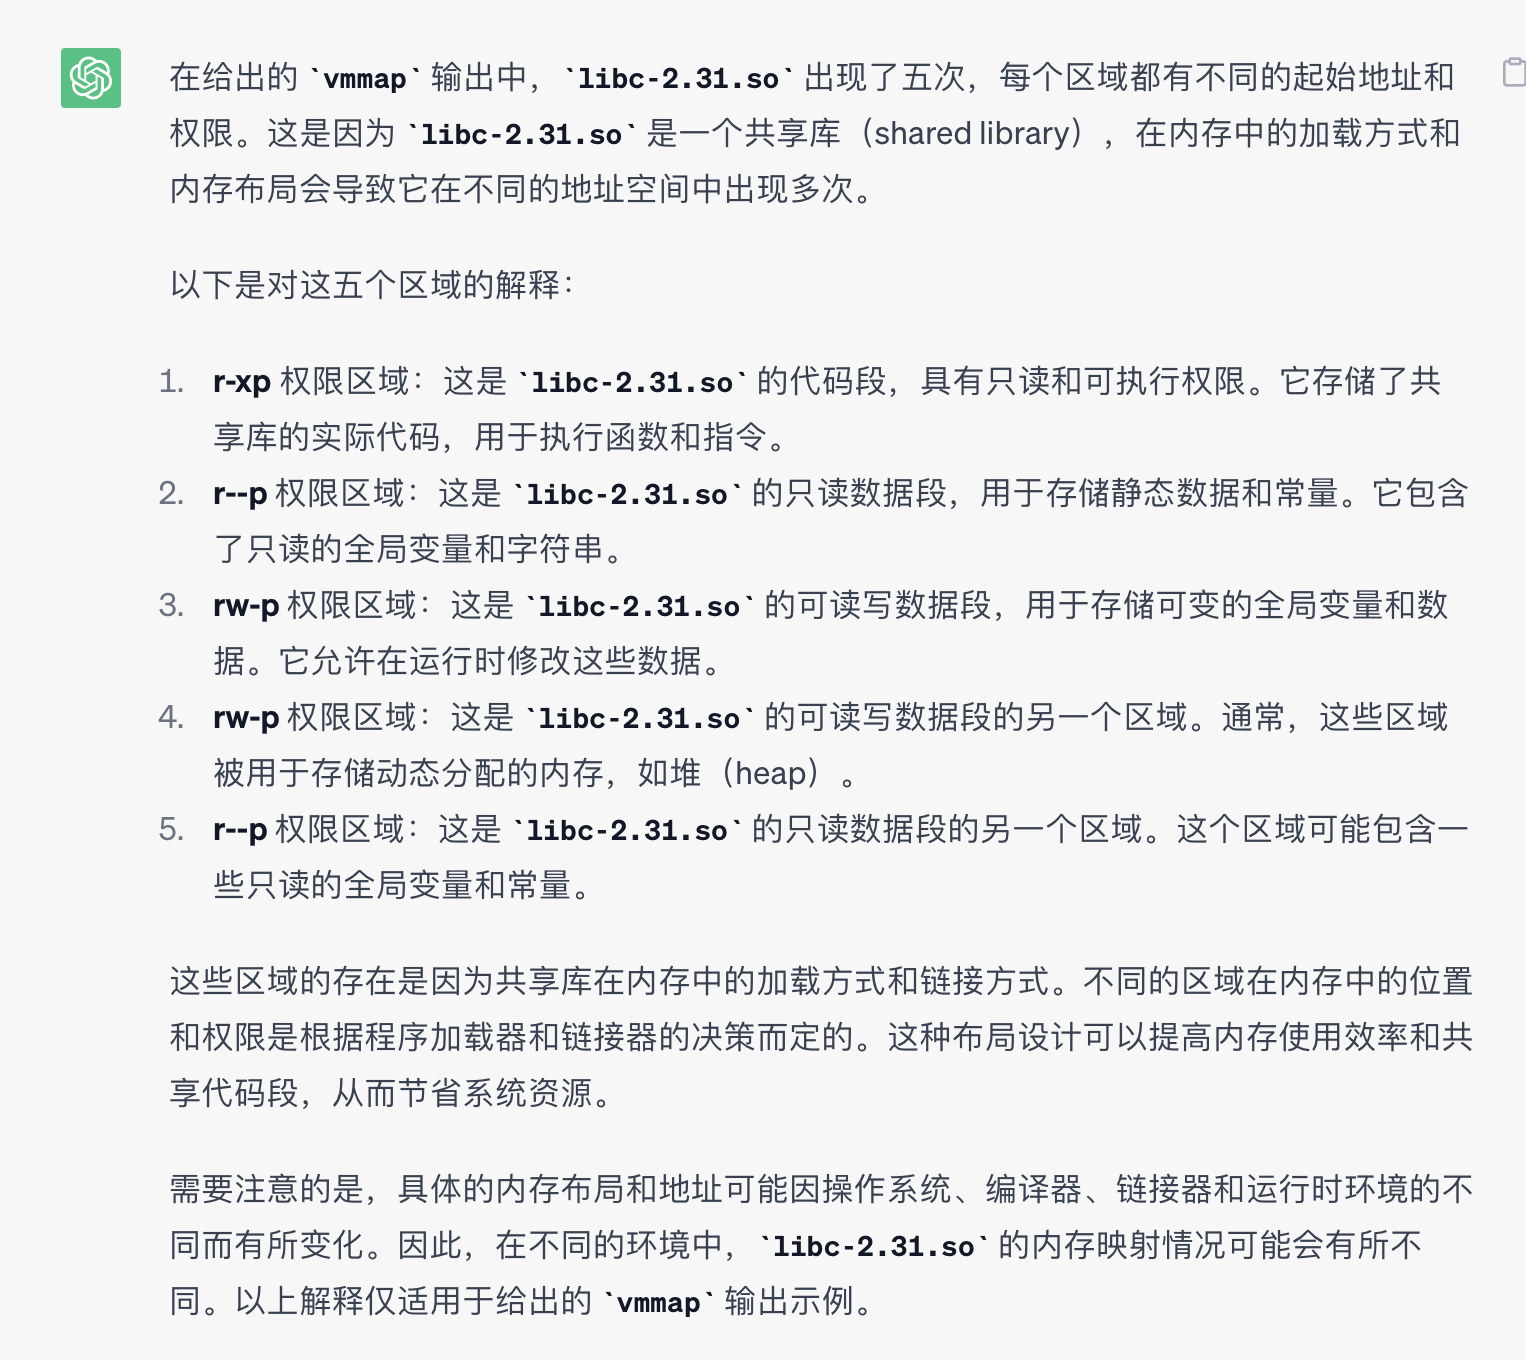 在给出的 `vmmap` 输出中，`libc-2.31.so` 出现了五次，每个区域都有不同的起始地址和
权限。这是因为 `libc-2.31.so` 是一个共享库（shared library），在内存中的加载方式和
内存布局会导致它在不同的地址空间中出现多次。
以下是对这五个区域的解释：
1. r-xp 权限区域：这是 `libc-2.31.so` 的代码段，具有只读和可执行权限。它存储了共
享库的实际代码，用于执行函数和指令。
2. r--p 权限区域：这是 `libc-2.31.so` 的只读数据段，用于存储静态数据和常量。它包含
了只读的全局变量和字符串。
3. rw-p 权限区域：这是 `libc-2.31.so` 的可读写数据段，用于存储可变的全局变量和数
据。它允许在运行时修改这些数据。
4. rw-p 权限区域：这是 `libc-2.31.so` 的可读写数据段的另一个区域。通常，这些区域
被用于存储动态分配的内存，如堆（heap）。
5. r--p 权限区域：这是 `libc-2.31.so` 的只读数据段的另一个区域。这个区域可能包含一
些只读的全局变量和常量。
这些区域的存在是因为共享库在内存中的加载方式和链接方式。不同的区域在内存中的位置
和权限是根据程序加载器和链接器的决策而定的。这种布局设计可以提高内存使用效率和共
享代码段，从而节省系统资源。
需要注意的是，具体的内存布局和地址可能因操作系统、编译器、链接器和运行时环境的不
同而有所变化。因此，在不同的环境中，`libc-2.31.so` 的内存映射情况可能会有所不
同。以上解释仅适用于给出的 `vmmap` 输出示例。